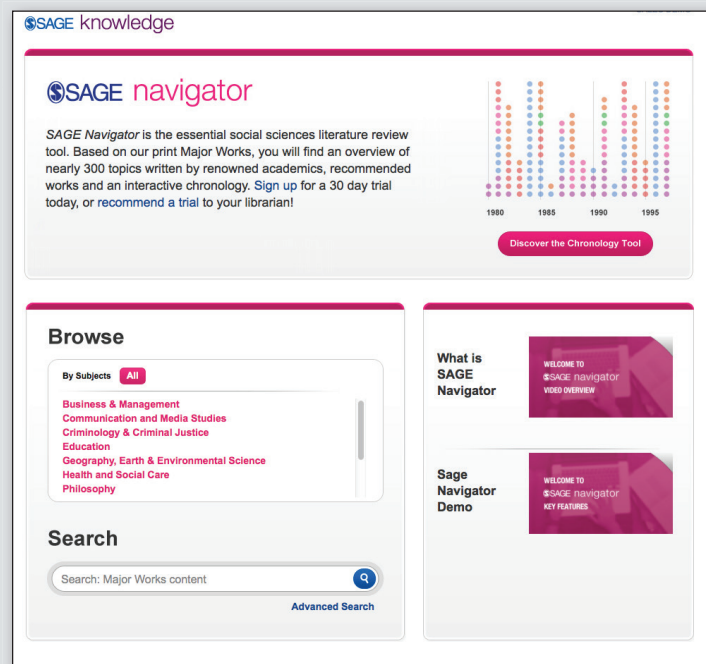 SAGE knowledge
SAGE navigator
SAGE Navigator is the essential social sciences literature review
tool. Based on our print Major Works, you will find an overview of
nearly 300 topics written by renowned academics, recommended
works and an interactive chronology. Sign up for a 30 day trial
today, or recommend a trial to your librarian!
1980 1985 1990 1995
Discover the Chronology Tool
Browse
By Subjects All
Business & Management
Communication and Media Studies
Criminology & Criminal Justice
Education
Geography, Earth & Environmental Science
Health and Social Care
Philosophy
Search
Search: Major Works content
Advanced Search
What is
SAGE
Navigator
WELCOME TO
SAGE navigator
VIDEO OVERVIEW
Sage
Navigator
Demo
WELCOME TO
SAGE navigator
KEY FEATURES